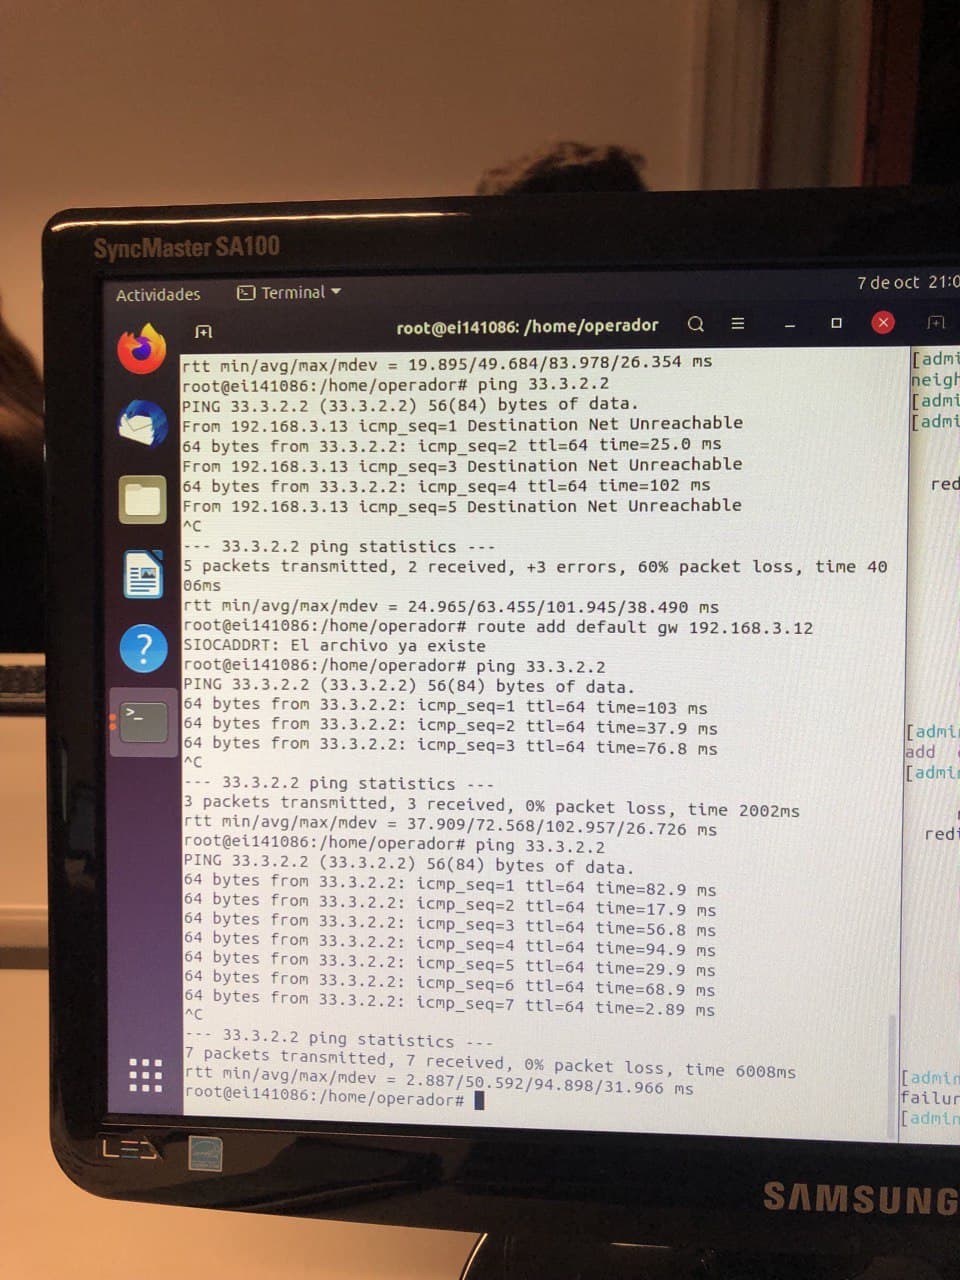 SyncMaster SA100
Actividades
Terminal
7 de oct 21:0
root@ei141086: /home/operador
rtt min/avg/max/mdev = 19.895/49.684/83.978/26.354 ms
root@ei141086:/home/operador# ping 33.3.2.2
PING 33.3.2.2 (33.3.2.2) 56(84) bytes of data.
From 192.168.3.13 icmp_seq=1 Destination Net Unreachable
64 bytes from 33.3.2.2: icmp_seq=2 ttl=64 time=25.0 ms
From 192.168.3.13 icmp_seq=3 Destination Net Unreachable
64 bytes from 33.3.2.2: icmp_seq=4 ttl=64 time=102 ms
From 192.168.3.13 icmp_seq=5 Destination Net Unreachable
^C
--- 33.3.2.2 ping statistics ---
5 packets transmitted, 2 received, +3 errors, 60% packet loss, time 40
06ms
rtt min/avg/max/mdev = 24.965/63.455/101.945/38.490 ms
root@ei141086:/home/operador# route add default gw 192.168.3.12
SIOCADDRT: El archivo ya existe
root@ei141086:/home/operador# ping 33.3.2.2
PING 33.3.2.2 (33.3.2.2) 56(84) bytes of data.
64 bytes from 33.3.2.2: icmp_seq=1 ttl=64 time=103 ms
64 bytes from 33.3.2.2: icmp_seq=2 ttl=64 time=37.9 ms
64 bytes from 33.3.2.2: icmp_seq=3 ttl=64 time=76.8 ms
^C
--- 33.3.2.2 ping statistics ---
3 packets transmitted, 3 received, 0% packet loss, time 2002ms
rtt min/avg/max/mdev = 37.909/72.568/102.957/26.726 ms
root@ei141086:/home/operador# ping 33.3.2.2
PING 33.3.2.2 (33.3.2.2) 56(84) bytes of data.
64 bytes from 33.3.2.2: icmp_seq=1 ttl=64 time=82.9 ms
64 bytes from 33.3.2.2: icmp_seq=2 ttl=64 time=17.9 ms
64 bytes from 33.3.2.2: icmp_seq=3 ttl=64 time=56.8 ms
64 bytes from 33.3.2.2: icmp_seq=4 ttl=64 time=94.9 ms
64 bytes from 33.3.2.2: icmp_seq=5 ttl=64 time=29.9 ms
64 bytes from 33.3.2.2: icmp_seq=6 ttl=64 time=68.9 ms
64 bytes from 33.3.2.2: icmp_seq=7 ttl=64 time=2.89 ms
^C
--- 33.3.2.2 ping statistics ---
7 packets transmitted, 7 received, 0% packet loss, time 6008ms
rtt min/avg/max/mdev = 2.887/50.592/94.898/31.966 ms
root@ei141086:/home/operador#
[admi
neigh
[admi
[admi
red
[admi
add
[admi
redi
[admin
failur
[admin
LED
SAMSUNG